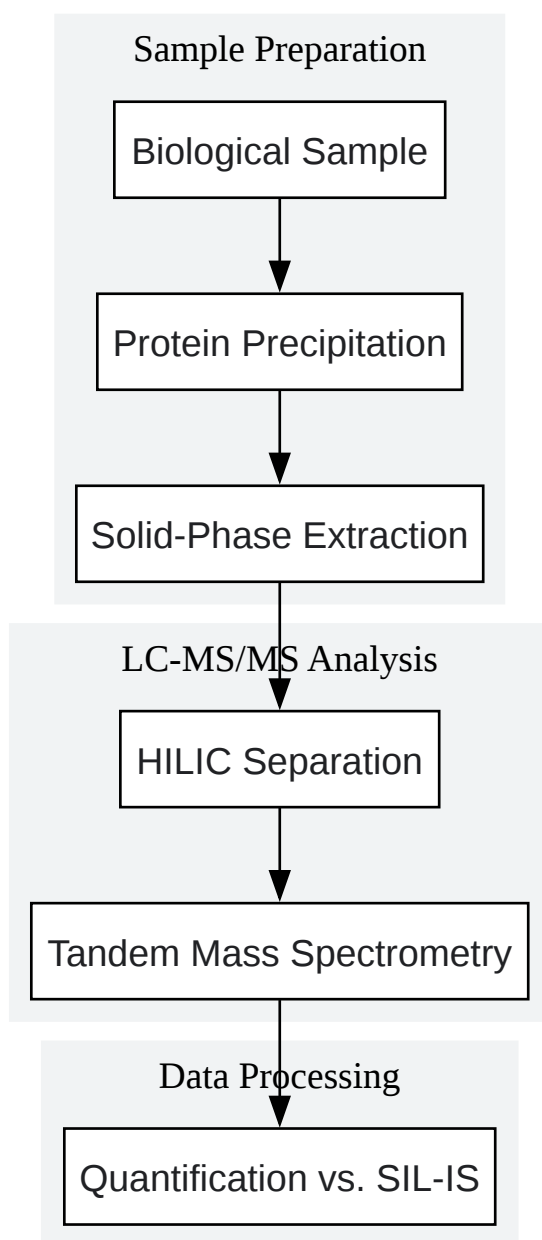 Sample Preparation
Biological Sample
Protein Precipitation
Solid-Phase Extraction
LC-MS/MS Analysis
HILIC Separation
Tandem Mass Spectrometry
Data Processing
Quantification vs. SIL-IS